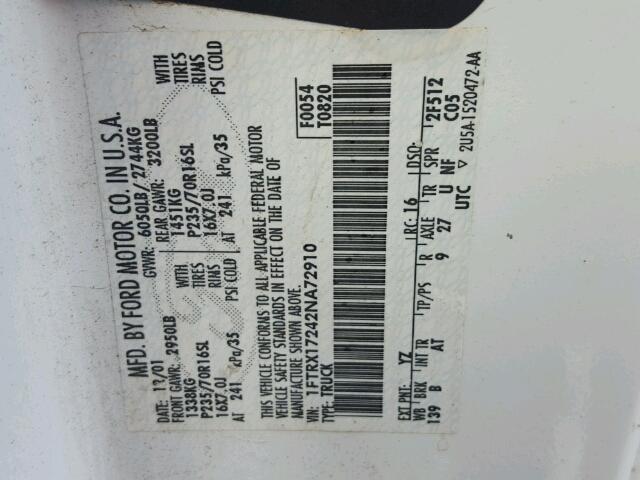 MFD. BY FORD MOTOR CO. IN U.S.A.
DATE: 12/01 GVWR: 6050LB/ 2744KG
FRONT GAWR: 2950LB REAR GAWR: 3200LB
1338KG WITH 1451KG WITH
P235/70R16SL TIRES P235/70R16SL TIRES
16X7.0J RIMS 16X7.0J RIMS
AT 241 kPa/35 PSI COLD AT 241 kPa/35 PSI COLD
THIS VEHICLE CONFORMS TO ALL APPLICABLE FEDERAL MOTOR
VEHICLE SAFETY STANDARDS IN EFFECT ON THE DATE OF
MANUFACTURE SHOWN ABOVE.
VIN: 1FTRX17242NA72910
TYPE: TRUCK
F0054
T0820
EXT PNT: YZ RC: 16 DSO:
WB BRK INT TR TP/PS R AXLE TR SPR
139 B AT 9 27 U NF
2F512
C05
UTC
▽ 2U5A-1520472-AA